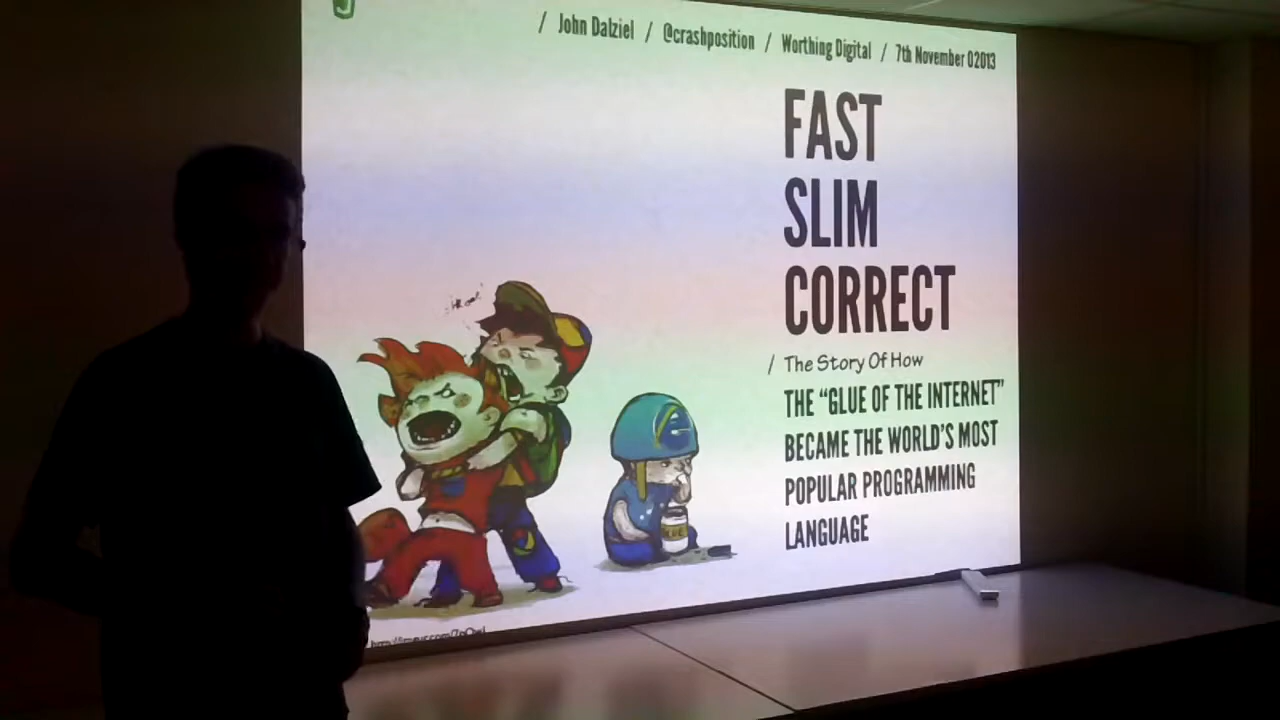 / John Dalziel / @crashposition / Worthing Digital / 7th November 02013
FAST
SLIM
CORRECT
/ The Story Of How
THE “GLUE OF THE INTERNET”
BECAME THE WORLD'S MOST
POPULAR PROGRAMMING
LANGUAGE